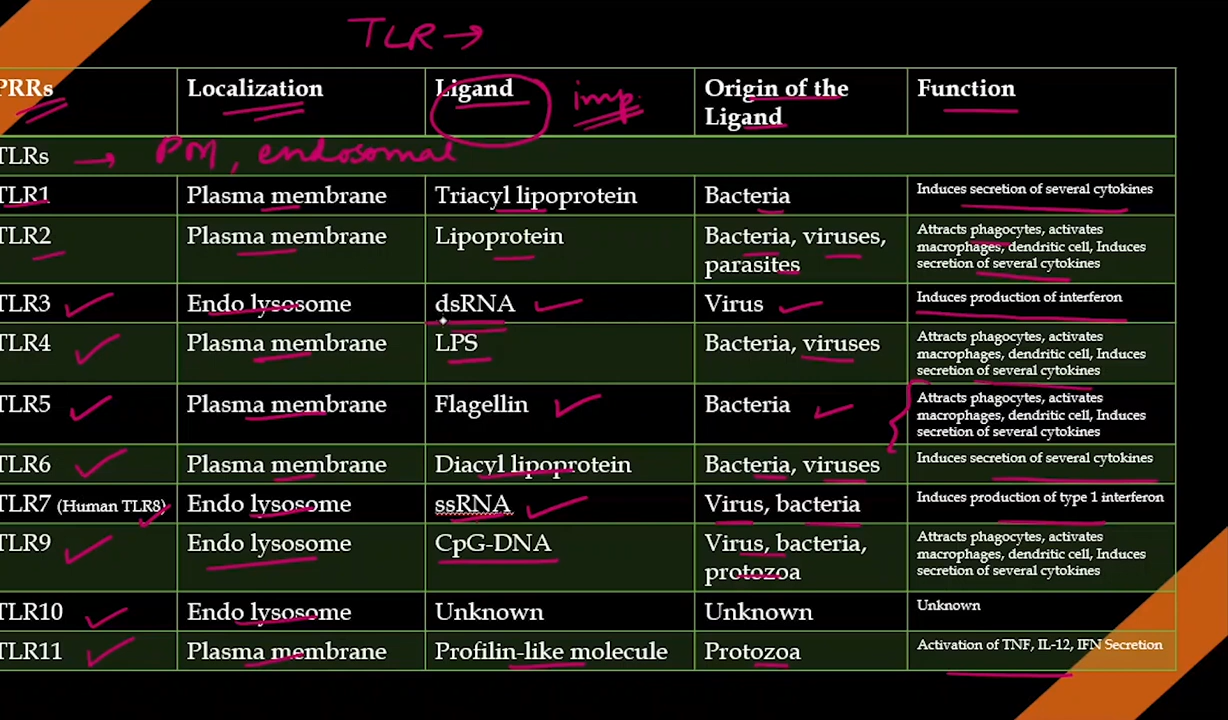 TLR →
PRRs Localization Ligand imp. Origin of the Ligand Function
TLRs → PM, endosomal
TLR1 Plasma membrane Triacyl lipoprotein Bacteria Induces secretion of several cytokines
TLR2 Plasma membrane Lipoprotein Bacteria, viruses, parasites Attracts phagocytes, activates macrophages, dendritic cell, Induces secretion of several cytokines
TLR3 Endo lysosome dsRNA Virus Induces production of interferon
TLR4 Plasma membrane LPS Bacteria, viruses Attracts phagocytes, activates macrophages, dendritic cell, Induces secretion of several cytokines
TLR5 Plasma membrane Flagellin Bacteria Attracts phagocytes, activates macrophages, dendritic cell, Induces secretion of several cytokines
TLR6 Plasma membrane Diacyl lipoprotein Bacteria, viruses Induces secretion of several cytokines
TLR7 (Human TLR8) Endo lysosome ssRNA Virus, bacteria Induces production of type 1 interferon
TLR9 Endo lysosome CpG-DNA Virus, bacteria, protozoa Attracts phagocytes, activates macrophages, dendritic cell, Induces secretion of several cytokines
TLR10 Endo lysosome Unknown Unknown Unknown
TLR11 Plasma membrane Profilin-like molecule Protozoa Activation of TNF, IL-12, IFN Secretion